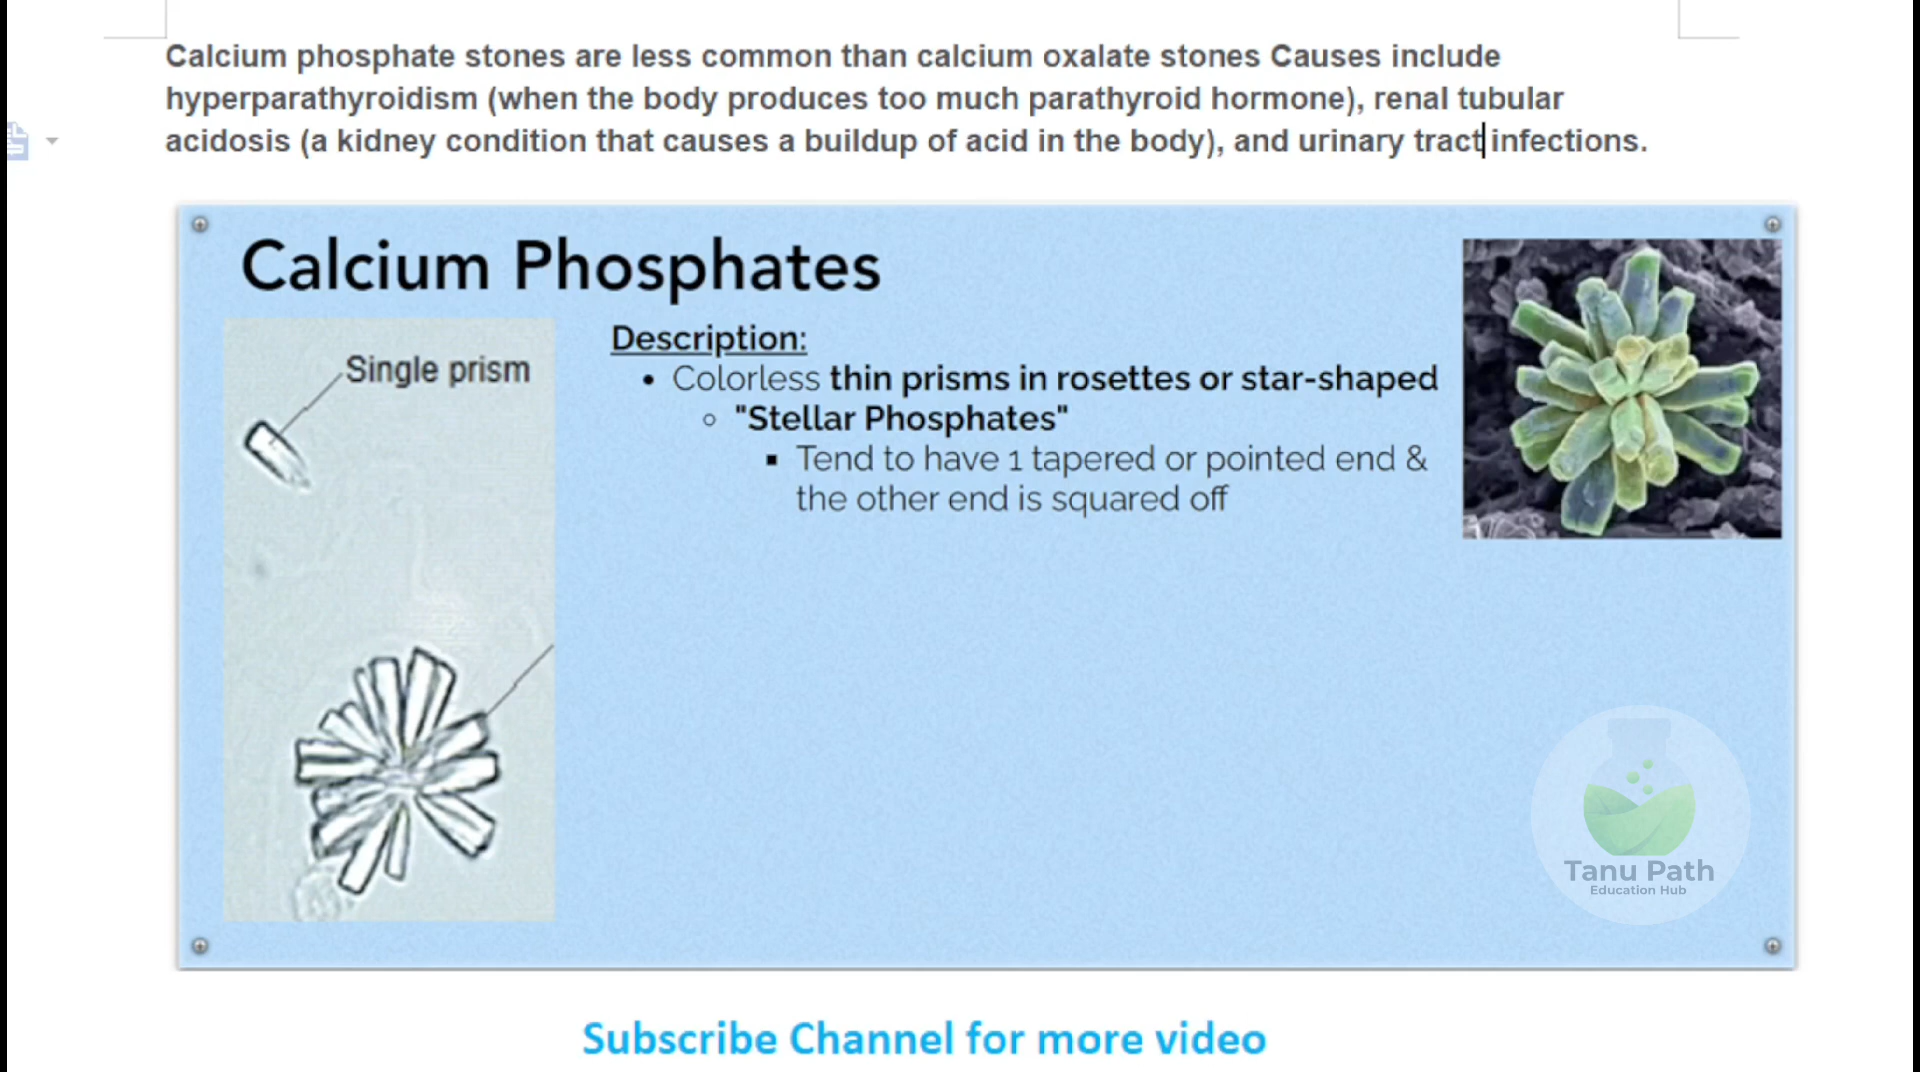 Calcium phosphate stones are less common than calcium oxalate stones Causes include
hyperparathyroidism (when the body produces too much parathyroid hormone), renal tubular
acidosis (a kidney condition that causes a buildup of acid in the body), and urinary tract infections.
Calcium Phosphates
Single prism
Description:
• Colorless thin prisms in rosettes or star-shaped
○ "Stellar Phosphates"
▪ Tend to have 1 tapered or pointed end &
the other end is squared off
Tanu Path
Education Hub
Subscribe Channel for more video